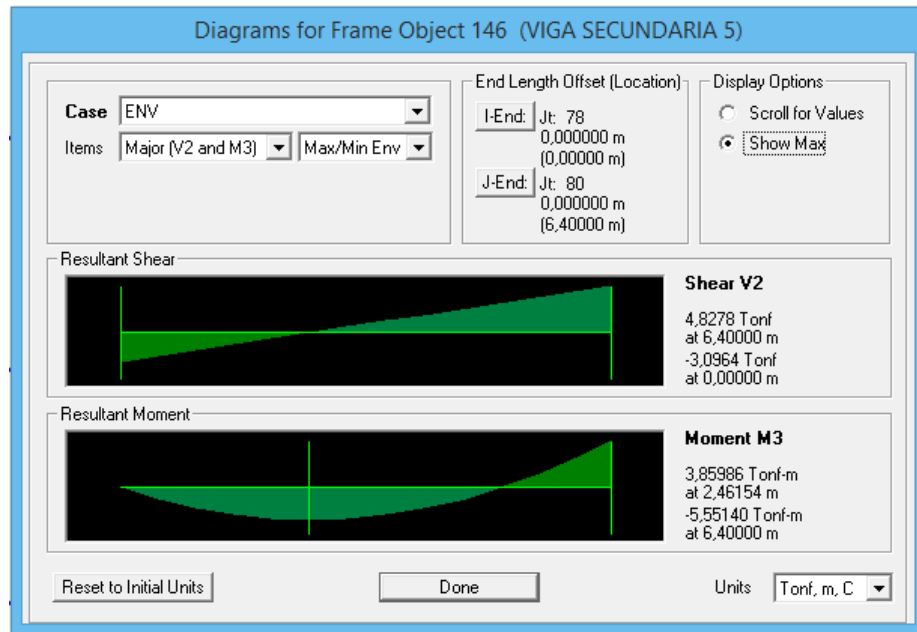 Diagrams for Frame Object 146 (VIGA SECUNDARIA 5)
Case ENV
Items Major (V2 and M3) Max/Min Env
End Length Offset (Location)
I-End: Jt: 78
0,000000 m
(0,00000 m)
J-End: Jt: 80
0,000000 m
(6,40000 m)
Display Options
Scroll for Values
Show Max
Resultant Shear
Shear V2
4,8278 Tonf
at 6,40000 m
-3,0964 Tonf
at 0,00000 m
Resultant Moment
Moment M3
3,85986 Tonf-m
at 2,46154 m
-5,55140 Tonf-m
at 6,40000 m
Reset to Initial Units
Done
Units Tonf, m, C